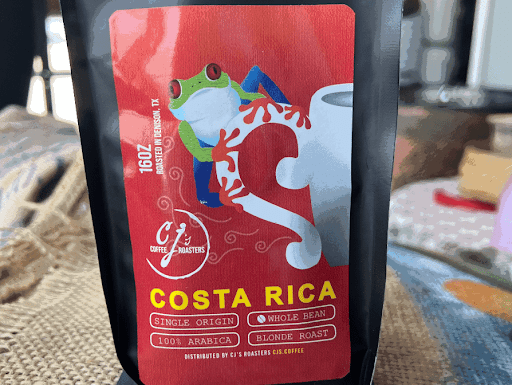 16OZ
ROASTED IN DENISON, TX
CJ's
COFFEE ROASTERS
COSTA RICA
SINGLE ORIGIN
WHOLE BEAN
100% ARABICA
BLONDE ROAST
DISTRIBUTED BY CJ'S ROASTERS CJS.COFFEE